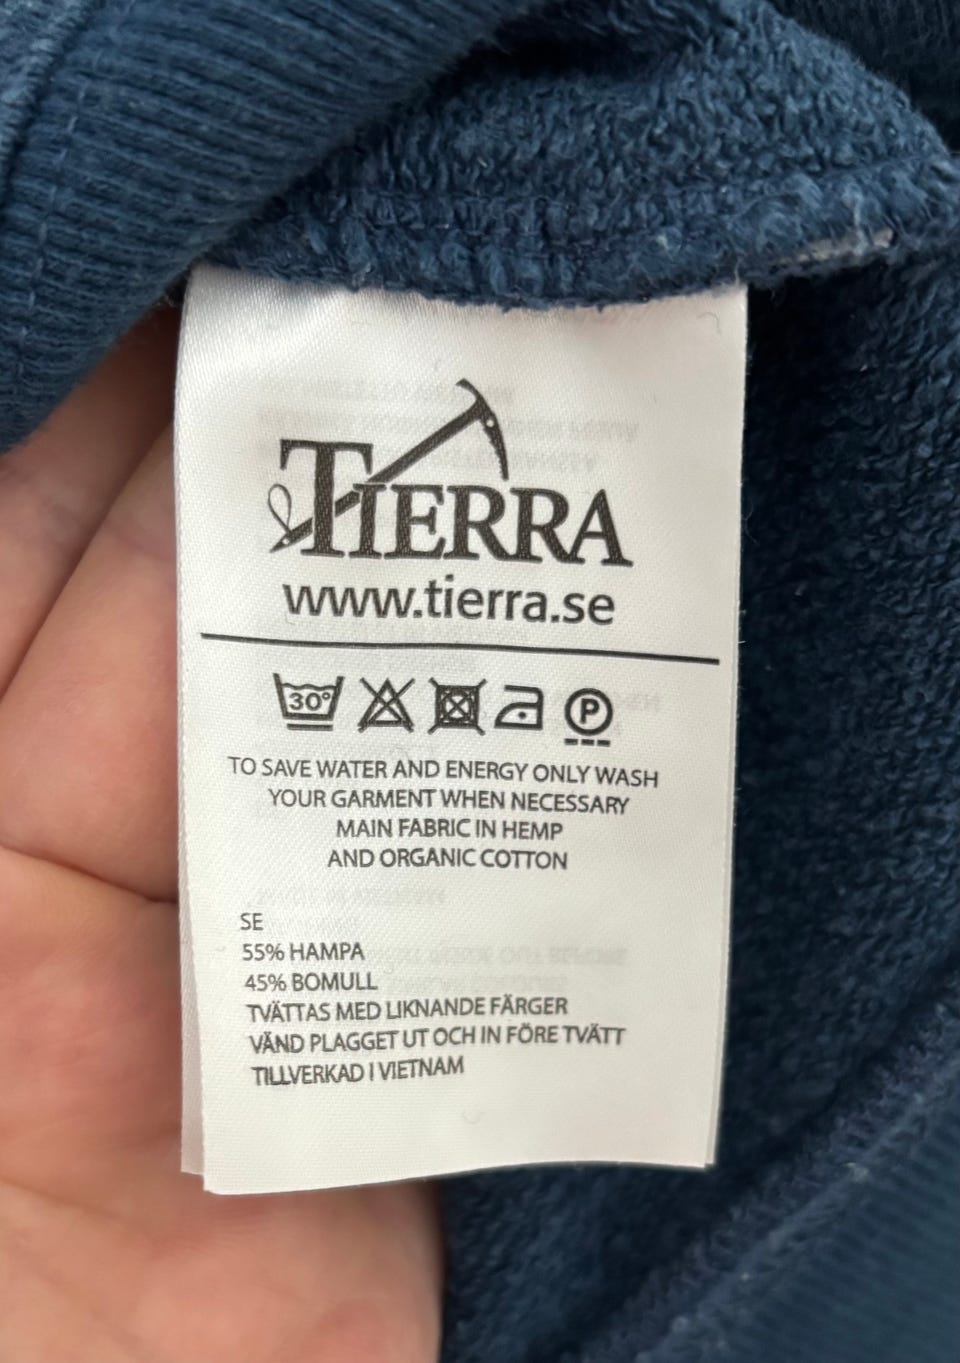 TIERRA
www.tierra.se
30°
P
TO SAVE WATER AND ENERGY ONLY WASH
YOUR GARMENT WHEN NECESSARY
MAIN FABRIC IN HEMP
AND ORGANIC COTTON
SE
55% HAMPA
45% BOMULL
TVÄTTAS MED LIKNANDE FÄRGER
VÄND PLAGGET UT OCH IN FÖRE TVÄTT
TILLVERKAD I VIETNAM